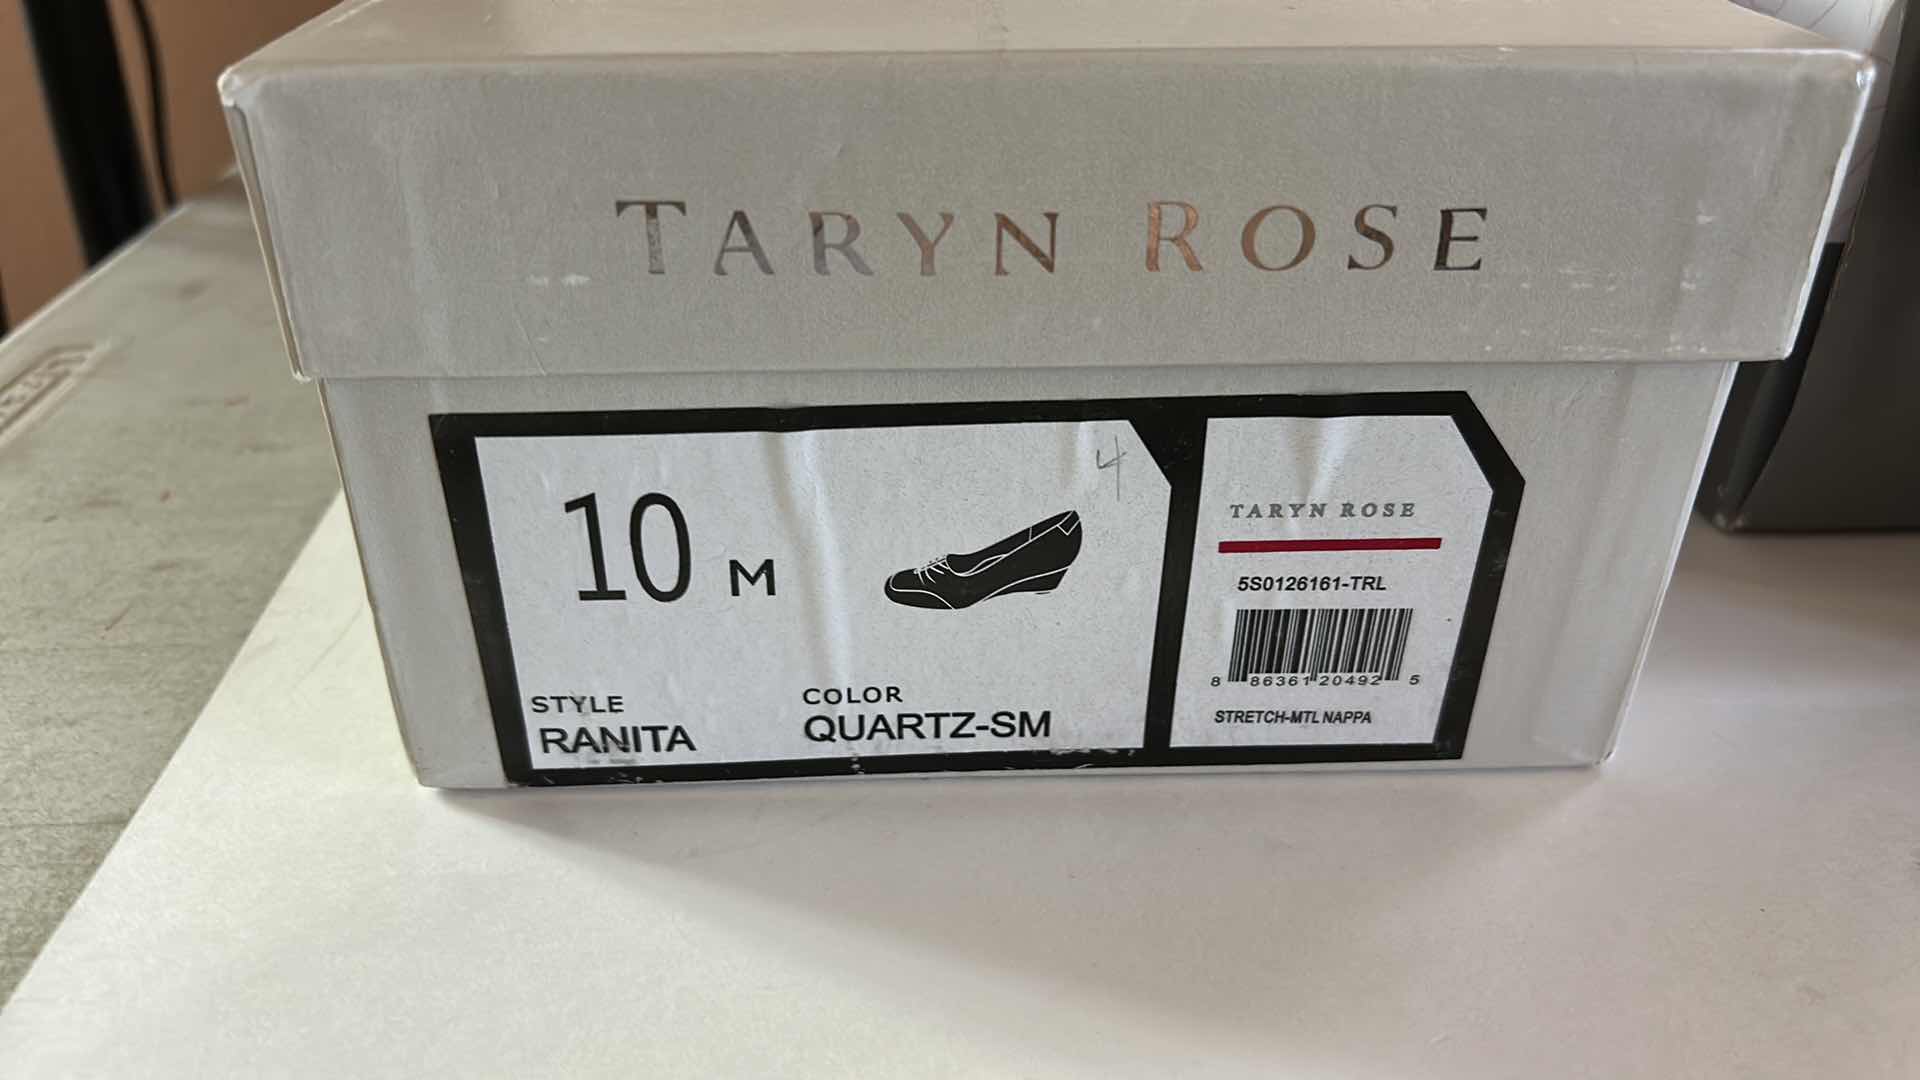 TARYN ROSE
4
10 M
STYLE
RANITA
COLOR
QUARTZ-SM
TARYN ROSE
5S0126161-TRL
8 86361 20492 5
STRETCH-MTL NAPPA